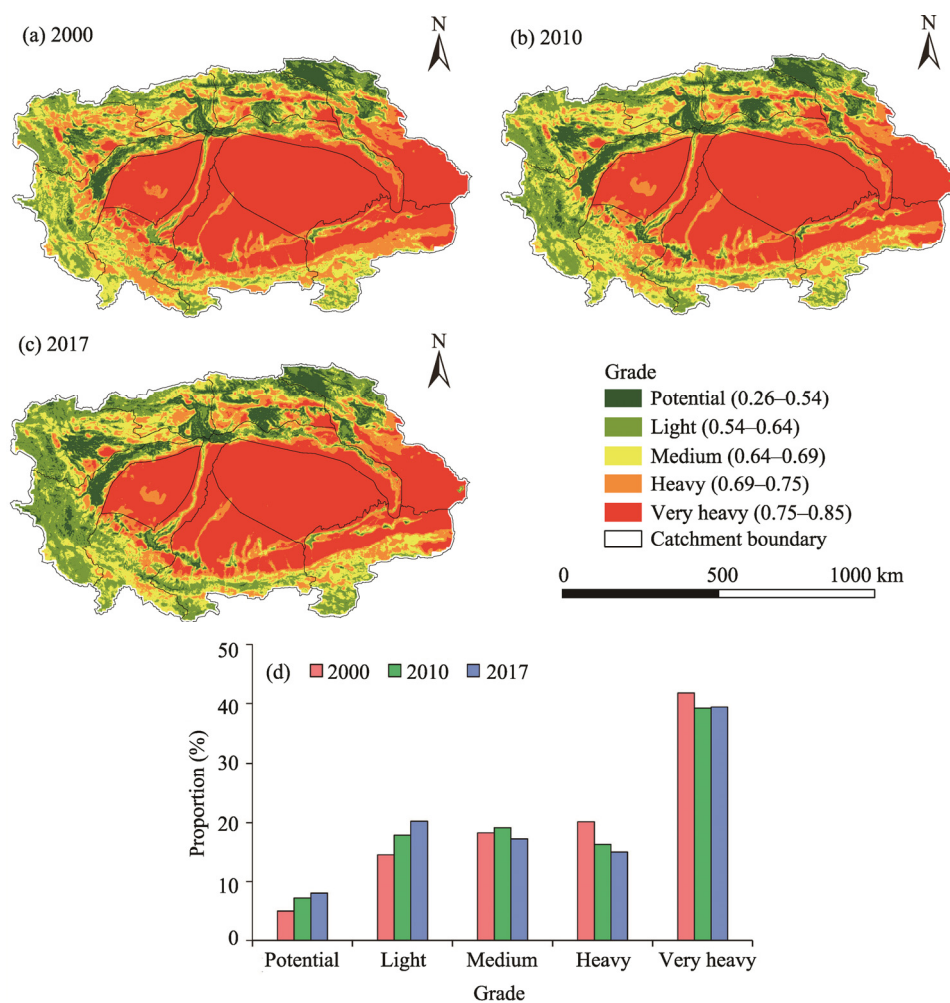 (a) 2000
N
(b) 2010
N
(c) 2017
N
Grade
Potential (0.26–0.54)
Light (0.54–0.64)
Medium (0.64–0.69)
Heavy (0.69–0.75)
Very heavy (0.75–0.85)
Catchment boundary
0 500 1000 km
(d) 2000 2010 2017
Proportion (%)
50
40
30
20
10
0
Potential Light Medium Heavy Very heavy
Grade